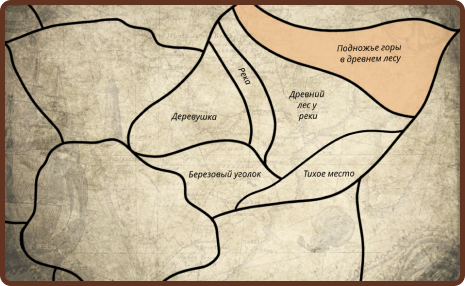 Подножье горы
в древнем лесу
Река
Древний
лес у
реки
Деревушка
Березовый уголок
Тихое место